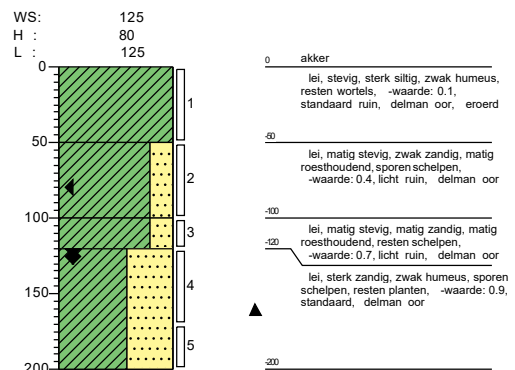 WS: 125
H : 80
L : 125
0
50
100
150
200
1
2
3
4
5
0 akker
lei, stevig, sterk siltig, zwak humeus,
resten wortels, -waarde: 0.1,
standaard ruin, delman oor, eroerd
-50
lei, matig stevig, zwak zandig, matig
roesthoudend, sporen schelpen,
-waarde: 0.4, licht ruin, delman oor
-100
lei, matig stevig, matig zandig, matig
roesthoudend, resten schelpen,
-waarde: 0.7, licht ruin, delman oor
-120
lei, sterk zandig, zwak humeus, sporen
schelpen, resten planten, -waarde: 0.9,
standaard, delman oor
-200